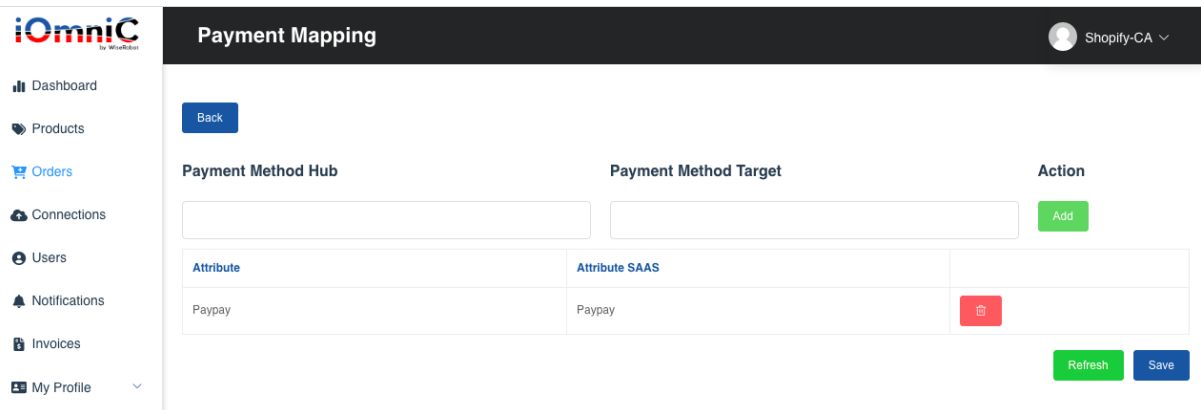 iOmniC
by WiseRobot
Payment Mapping
Shopify-CA
Dashboard
Products
Orders
Connections
Users
Notifications
Invoices
My Profile
Back
Payment Method Hub Payment Method Target Action
Add
Attribute Attribute SAAS
Paypay Paypay
Refresh Save